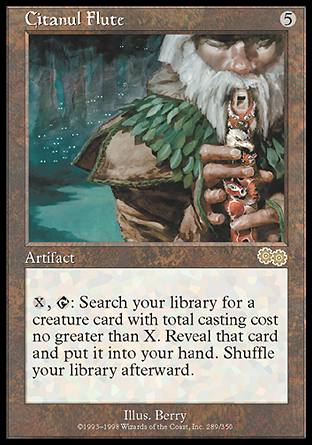 Citanul Flute 5
Artifact
X, T: Search your library for a
creature card with total casting cost
no greater than X. Reveal that card
and put it into your hand. Shuffle
your library afterward.
Illus. Berry
©1993-1998 Wizards of the Coast, Inc. 289/350